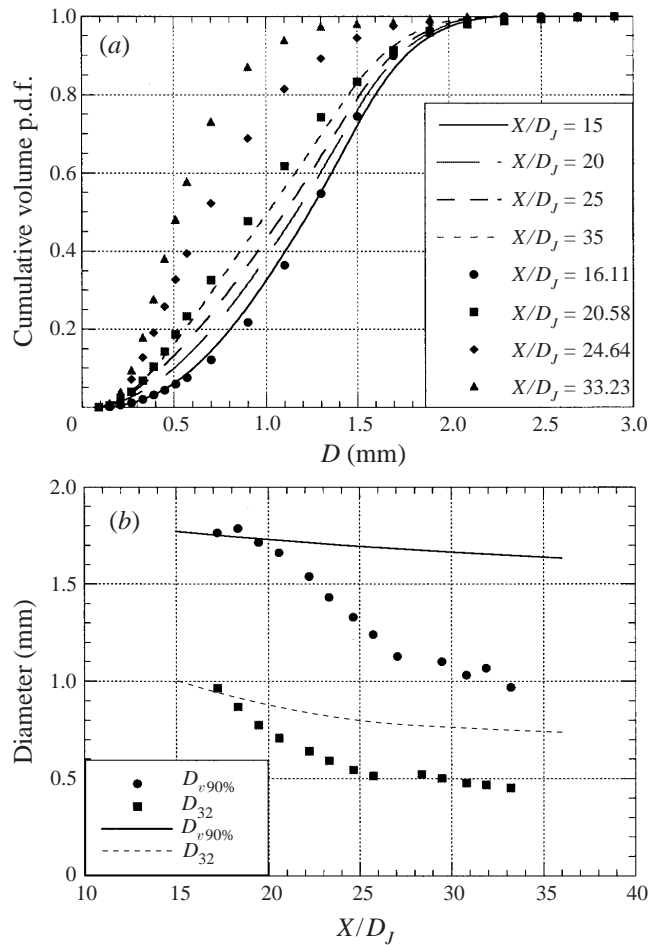 (a)
Cumulative volume p.d.f.
1.0
0.8
0.6
0.4
0.2
0
0.5
1.0
1.5
2.0
2.5
3.0
D (mm)
X/D_J = 15
X/D_J = 20
X/D_J = 25
X/D_J = 35
X/D_J = 16.11
X/D_J = 20.58
X/D_J = 24.64
X/D_J = 33.23
(b)
Diameter (mm)
2.0
1.5
1.0
0.5
0
10
15
20
25
30
35
40
X/D_J
D_v90%
D_32
D_v90%
D_32